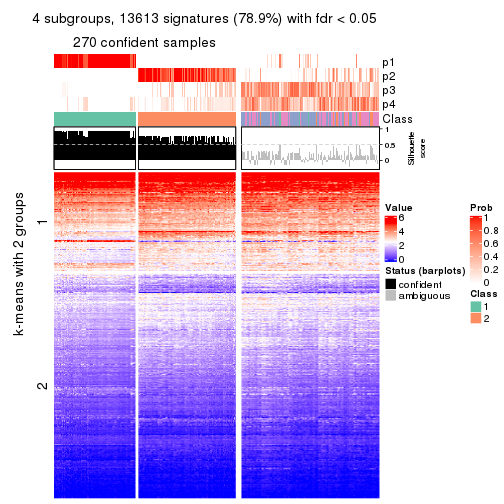 4 subgroups, 13613 signatures (78.9%) with fdr < 0.05
270 confident samples
p1
p2
p3
p4
Class
1
0.5
0
Silhouette
score
k-means with 2 groups
1
2
Value
6
4
2
0
Status (barplots)
confident
ambiguous
Prob
1
0.8
0.6
0.4
0.2
0
Class
1
2